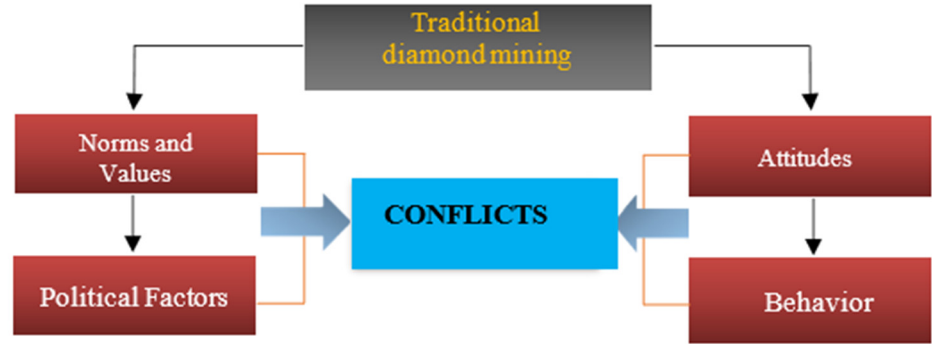 Traditional
diamond mining
Norms and
Values
Attitudes
CONFLICTS
Political Factors
Behavior